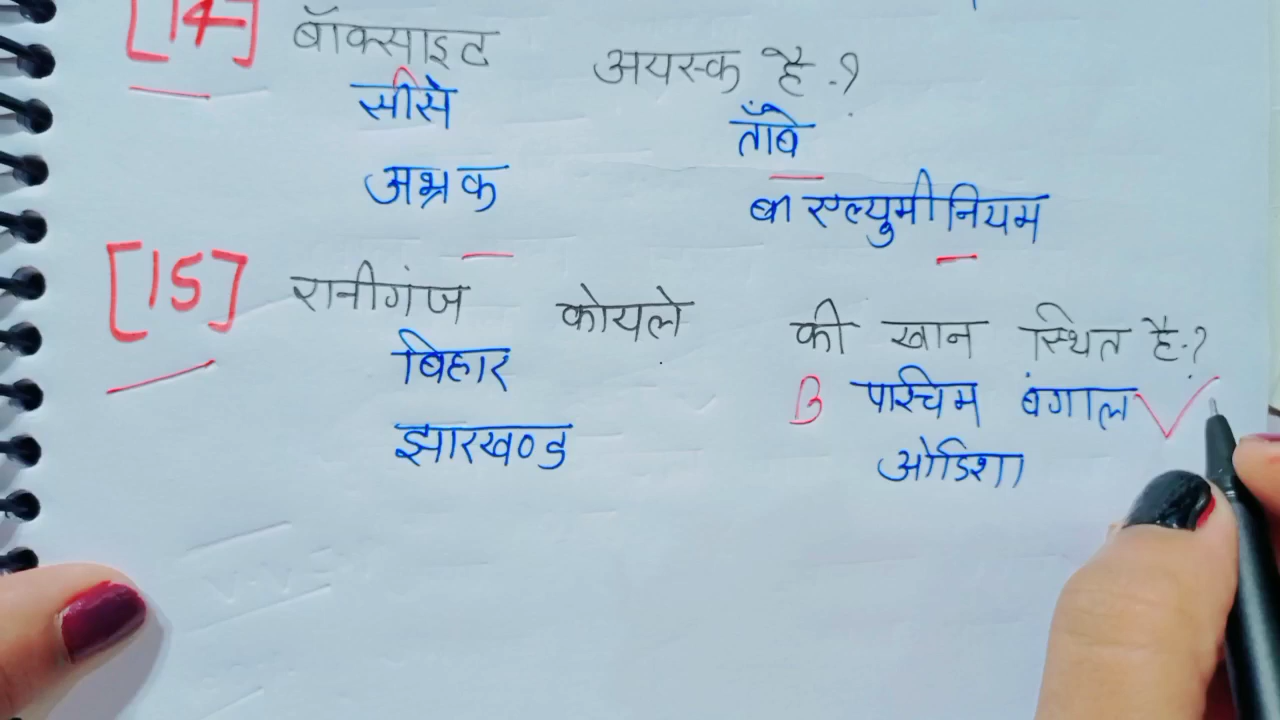 [14] बॉक्साइट अयस्क है.?
सीसे ताँबे
अभ्रक का एल्युमीनियम
[15] रानीगंज कोयले की खान स्थित है.?
बिहार B पश्चिम बंगाल
झारखण्ड ओडिशा